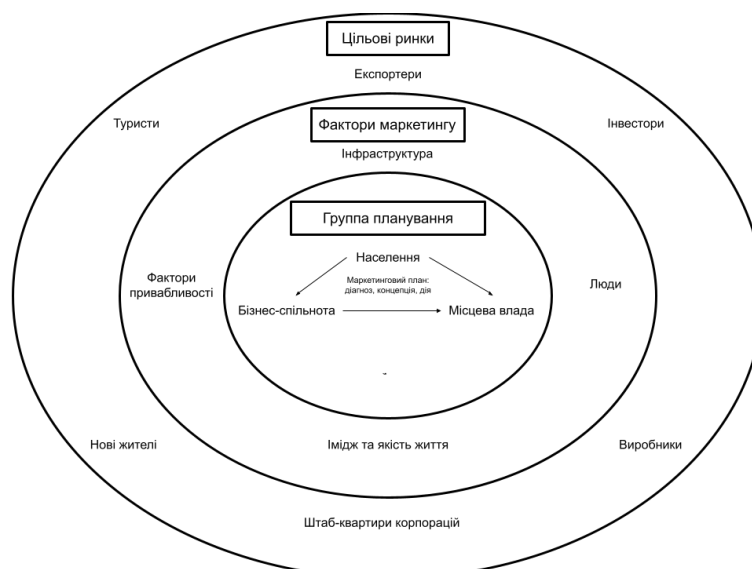 Цільові ринки
Експортери
Туристи
Інвестори
Фактори маркетингу
Інфраструктура
Группа планування
Населення
Маркетинговий план:
діагноз, концепція, дія
Фактори
привабливості
Люди
Бізнес-спільнота
Місцева влада
Нові жителі
Імідж та якість життя
Виробники
Штаб-квартири корпорацій